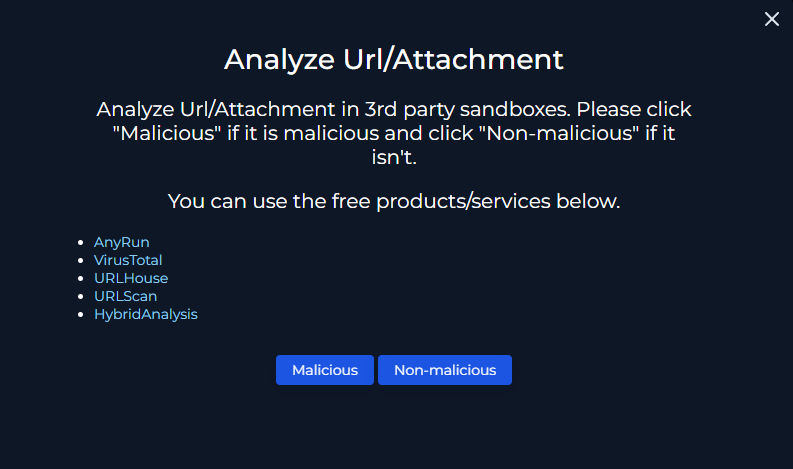 Analyze Url/Attachment
Analyze Url/Attachment in 3rd party sandboxes. Please click
"Malicious" if it is malicious and click "Non-malicious" if it
isn't.
You can use the free products/services below.
AnyRun
VirusTotal
URLHouse
URLScan
HybridAnalysis
Malicious
Non-malicious